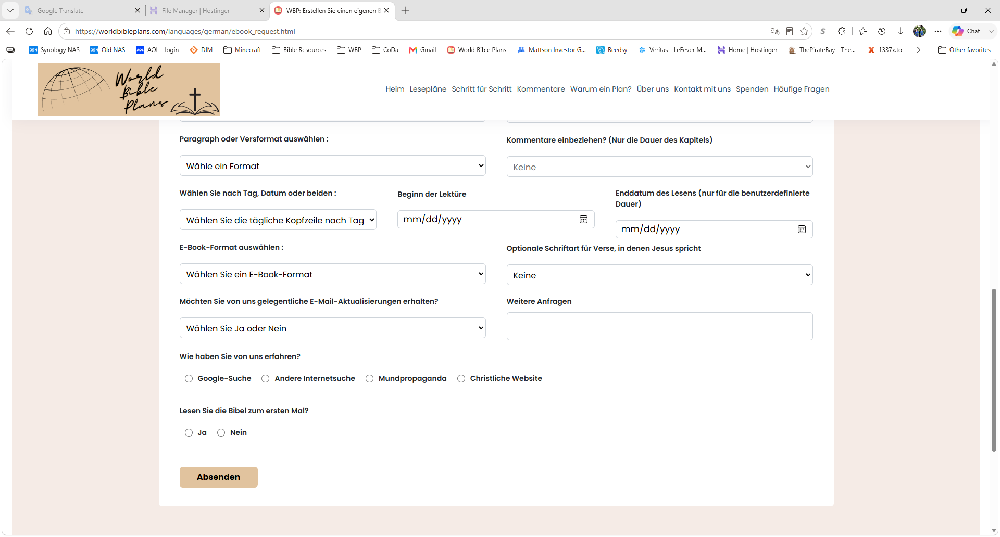 Google Translate
File Manager | Hostinger
WBP: Erstellen Sie einen eigenen B
https://worldbibleplans.com/languages/german/ebook_request.html
Chat
Synology NAS
Old NAS
AOL - login
DIM
Minecraft
Bible Resources
WBP
CoDa
Gmail
World Bible Plans
Mattson Investor G...
Reedsy
Veritas - LeFever M...
Home | Hostinger
ThePirateBay - The...
1337x.to
Other favorites
World
Bible
Plans
Heim
Lesepläne
Schritt für Schritt
Kommentare
Warum ein Plan?
Über uns
Kontakt mit uns
Spenden
Häufige Fragen
Paragraph oder Versformat auswählen :
Kommentare einbeziehen? (Nur die Dauer des Kapitels)
Wähle ein Format
Keine
Wählen Sie nach Tag, Datum oder beiden :
Beginn der Lektüre
Enddatum des Lesens (nur für die benutzerdefinierte
Dauer)
Wählen Sie die tägliche Kopfzeile nach Tag
mm/dd/yyyy
mm/dd/yyyy
E-Book-Format auswählen :
Optionale Schriftart für Verse, in denen Jesus spricht
Wählen Sie ein E-Book-Format
Keine
Möchten Sie von uns gelegentliche E-Mail-Aktualisierungen erhalten?
Weitere Anfragen
Wählen Sie Ja oder Nein
Wie haben Sie von uns erfahren?
Google-Suche
Andere Internetsuche
Mundpropaganda
Christliche Website
Lesen Sie die Bibel zum ersten Mal?
Ja
Nein
Absenden